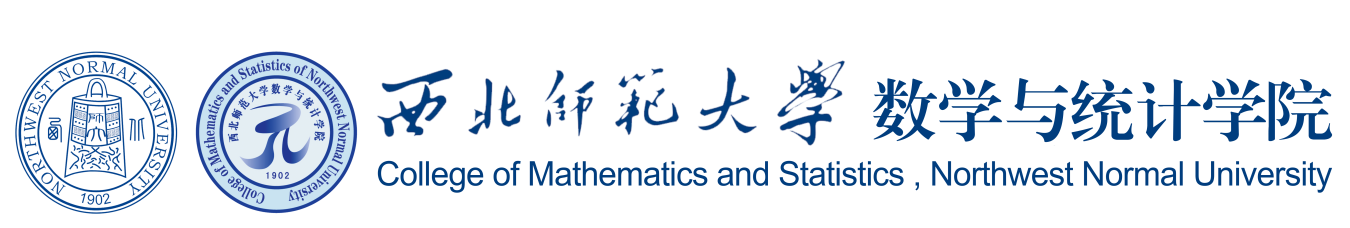 NORTHWEST NORMAL UNIVERSITY
1902
College of Mathematics and Statistics of Northwest Normal University
西北师范大学数学与统计学院
1902
西北师範大學 数学与统计学院
College of Mathematics and Statistics , Northwest Normal University